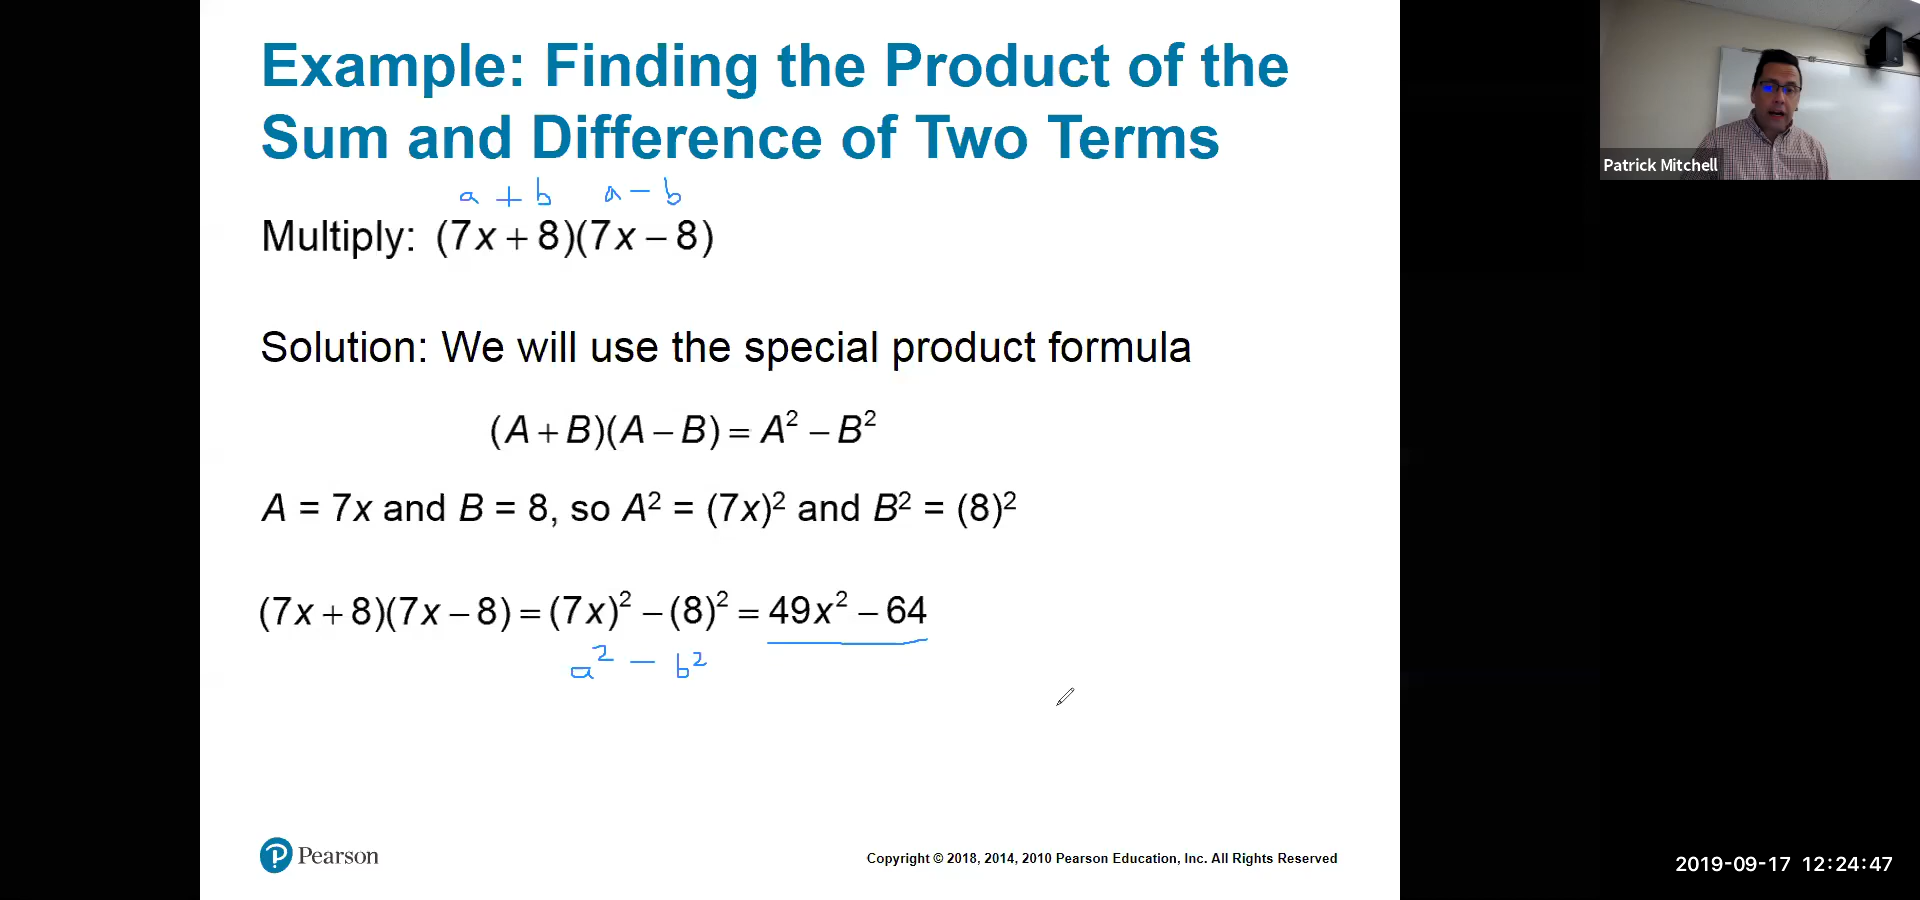 Example: Finding the Product of the
Sum and Difference of Two Terms
a + b a − b
Multiply: (7x + 8)(7x − 8)
Solution: We will use the special product formula
(A + B)(A − B) = A² − B²
A = 7x and B = 8, so A² = (7x)² and B² = (8)²
(7x + 8)(7x − 8) = (7x)² − (8)² = 49x² − 64
a² − b²
Pearson
Copyright © 2018, 2014, 2010 Pearson Education, Inc. All Rights Reserved
Patrick Mitchell
2019-09-17 12:24:47